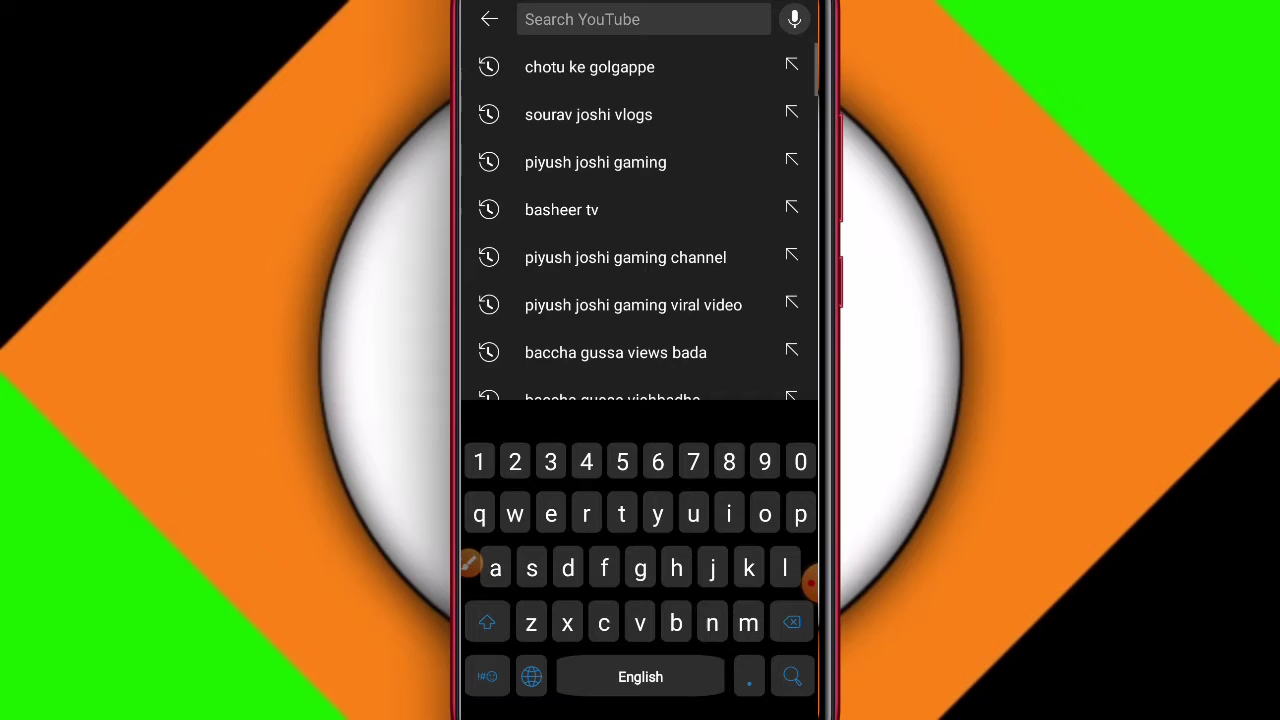 Search YouTube
chotu ke golgappe
sourav joshi vlogs
piyush joshi gaming
basheer tv
piyush joshi gaming channel
piyush joshi gaming viral video
baccha gussa views bada
1 2 3 4 5 6 7 8 9 0
q w e r t y u i o p
a s d f g h j k l
z x c v b n m
!#☺ English .